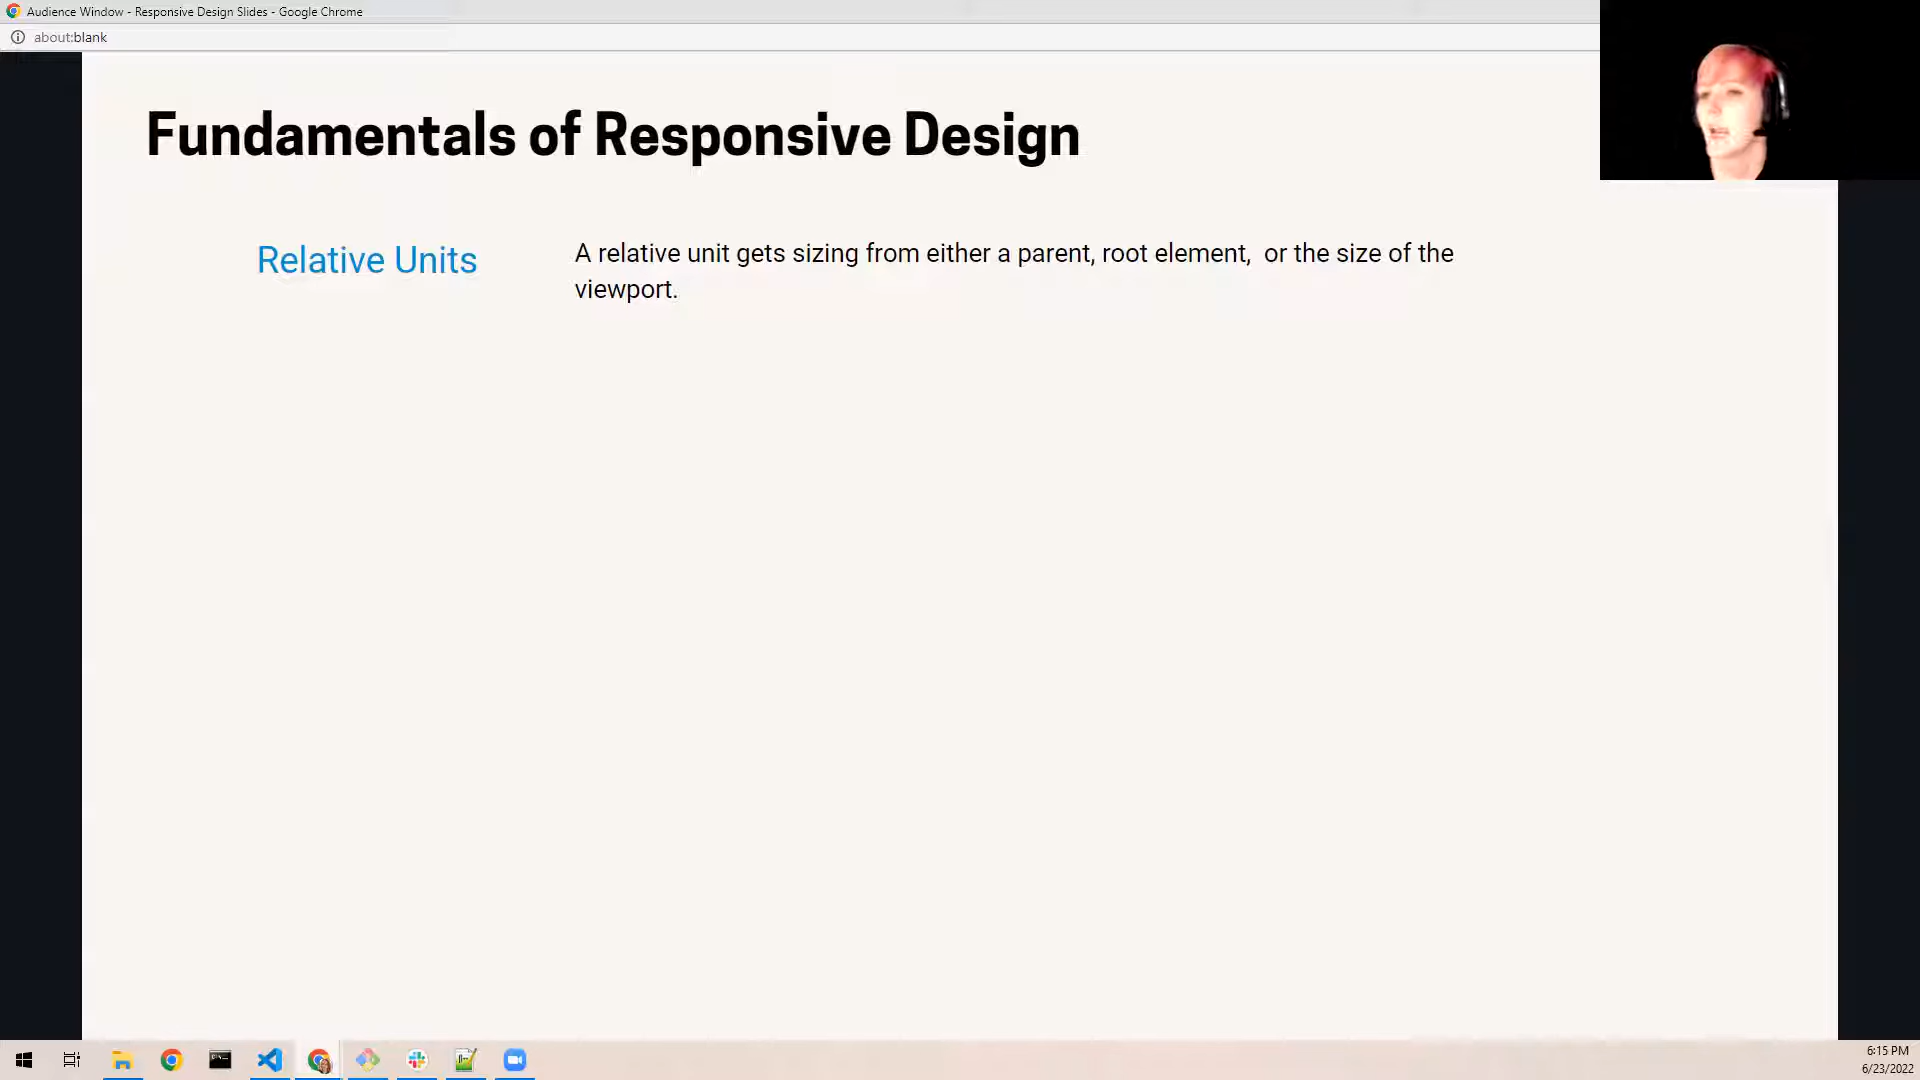 Audience Window - Responsive Design Slides - Google Chrome
about:blank
Fundamentals of Responsive Design
Relative Units
A relative unit gets sizing from either a parent, root element,  or the size of the
viewport.
6:15 PM
6/23/2022